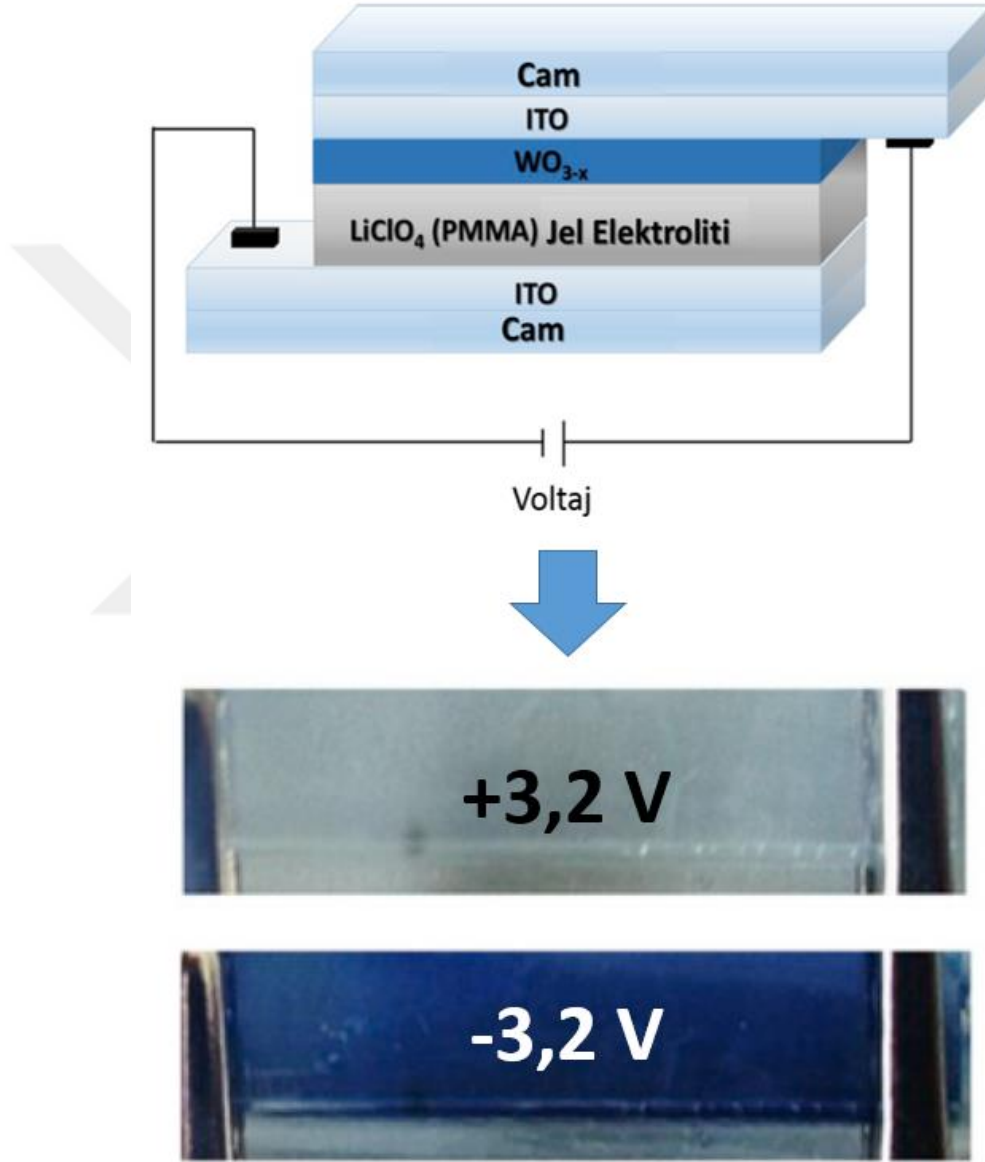 Cam
ITO
WO₃₋ₓ
LiClO₄ (PMMA) Jel Elektroliti
ITO
Cam
Voltaj
+3,2 V
-3,2 V